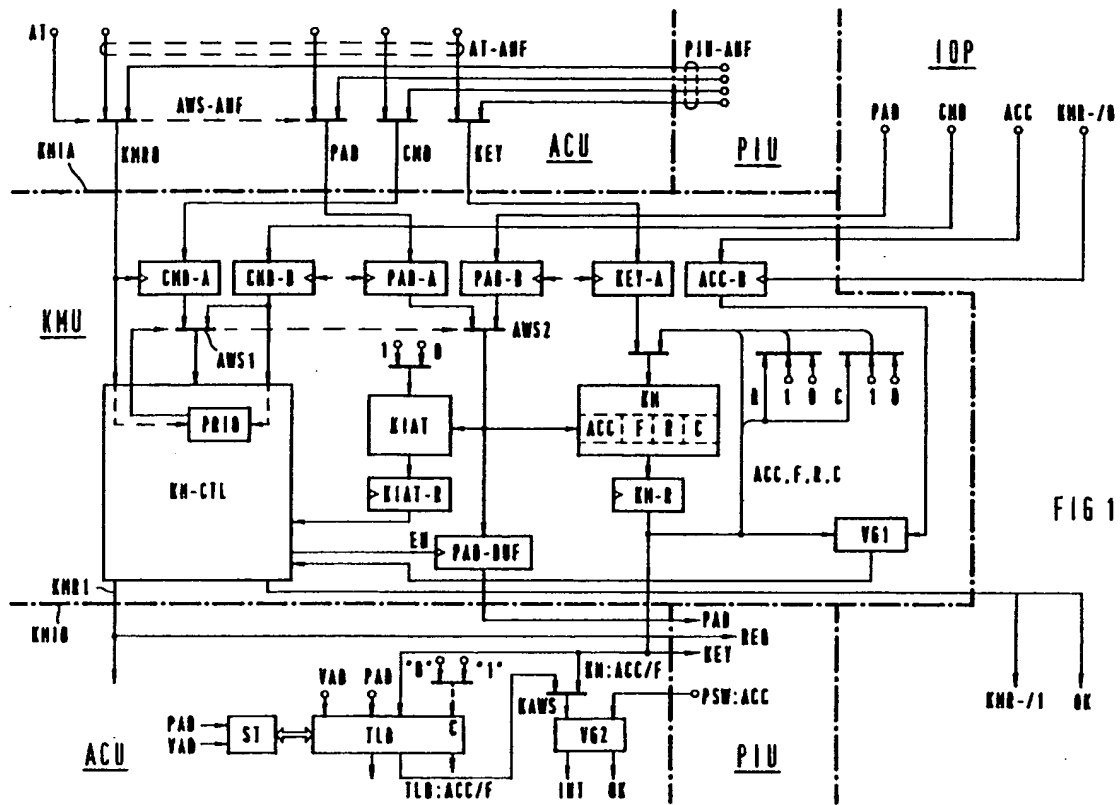 AT
AT-ANF
PIU-ANF
IOP
AWS-ANF
PAD
CMD
ACC
KMR-/0
KMR0
PAD
CMD
KEY
ACU
PIU
KMIA
CMD-A
CMD-B
PAD-A
PAD-B
KEY-A
ACC-B
KMU
AWS1
AWS2
1
0
R
1
0
C
1
0
PRIO
KIAT
KM
ACC
F
R
C
KM-CTL
ACC,F,R,C
KIAT-R
KM-R
FIG 1
EN
PAD-BUF
VG1
KMR1
KMIB
PAD
REQ
KEY
VAD
PAD
"0"
"1"
KM:ACC/F
KAWS
PSW:ACC
KMR-/1
OK
PAD
VAD
ST
TLB
C
VG2
ACU
PIU
TLB:ACC/F
INT
OK